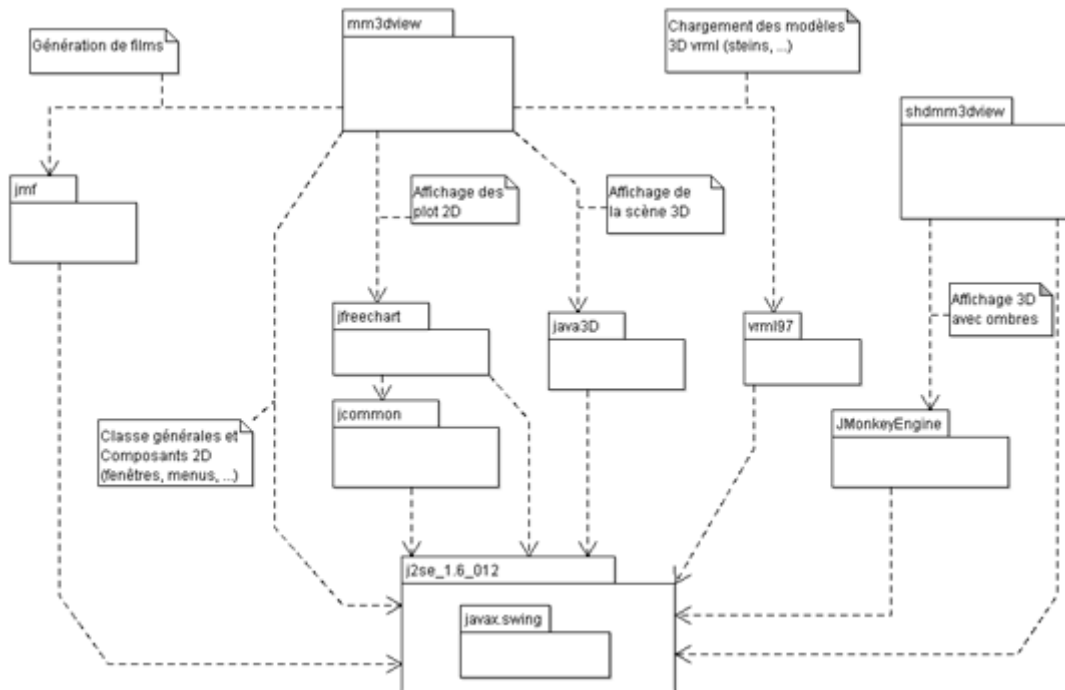 mm3dview
Génération de films
Chargement des modèles
3D vrml (steins, ...)
shdmm3dview
jmf
Affichage des
plot 2D
Affichage de
la scène 3D
Affichage 3D
avec ombres
jfreechart
java3D
vrml97
jcommon
JMonkeyEngine
Classe générales et
Composants 2D
(fenêtres, menus, ...)
j2se_1.6_012
javax.swing